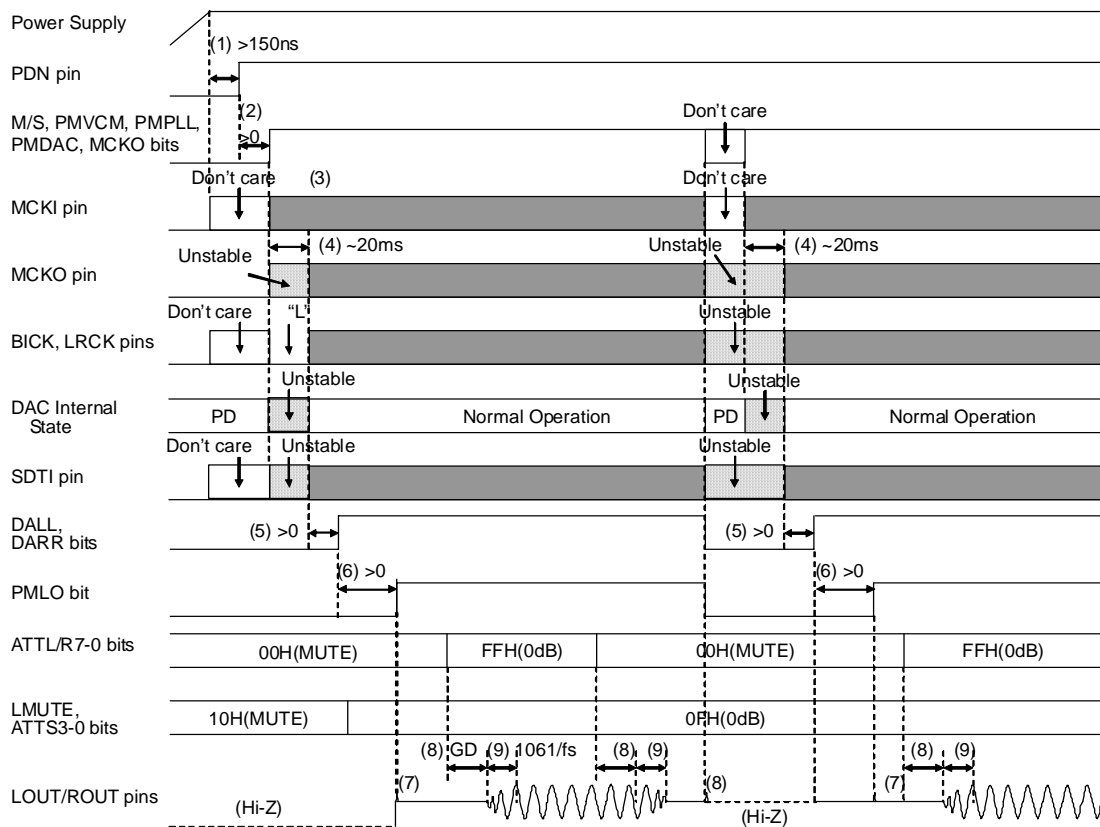 Power Supply
(1) >150ns
PDN pin
(2)
M/S, PMVCM, PMPLL,
PMDAC, MCKO bits
>0
Don't care
Don't care
(3)
Don't care
MCKI pin
(4) ~20ms
Unstable
(4) ~20ms
Unstable
MCKO pin
Don't care
“L”
Unstable
BICK, LRCK pins
Unstable
Unstable
DAC Internal
State
PD
Normal Operation
PD
Normal Operation
Don't care
Unstable
Unstable
SDTI pin
DALL,
DARR bits
(5) >0
(5) >0
(6) >0
(6) >0
PMLO bit
ATTL/R7-0 bits
00H(MUTE)
FFH(0dB)
00H(MUTE)
FFH(0dB)
LMUTE,
ATTS3-0 bits
10H(MUTE)
0FH(0dB)
(8) GD (9) 1061/fs
(8) (9)
(8) (9)
(7)
(8)
(7)
LOUT/ROUT pins
(Hi-Z)
(Hi-Z)